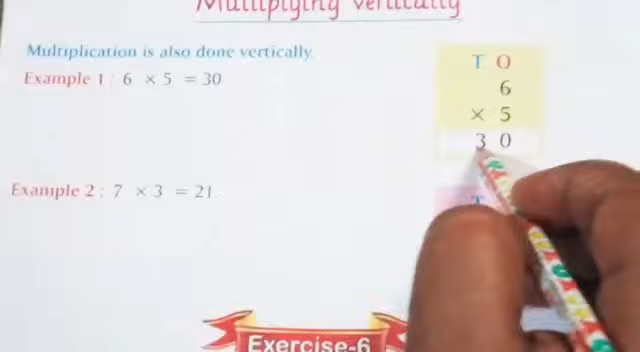 Multiplying vertically
Multiplication is also done vertically.
Example 1 : 6 × 5 = 30
T O
6
× 5
3 0
Example 2 : 7 × 3 = 21
T
Exercise-6